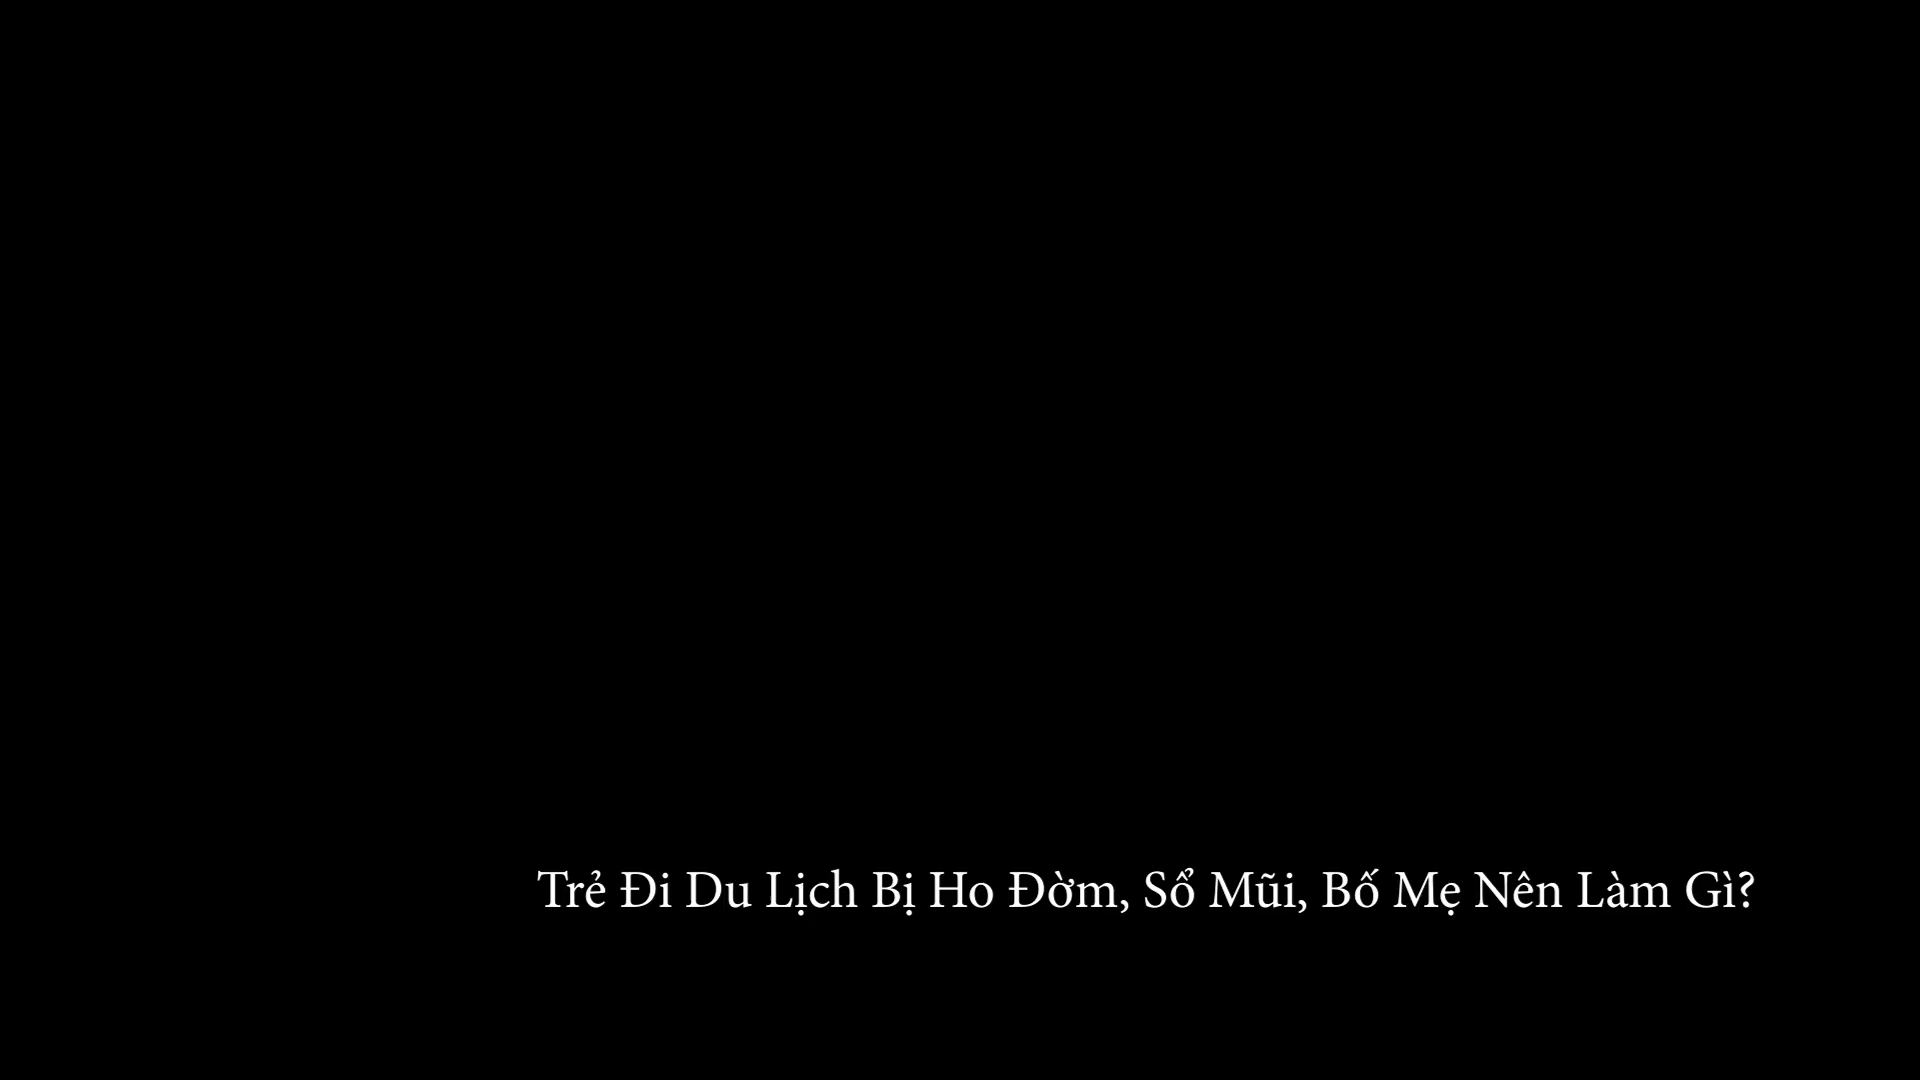 Trẻ Đi Du Lịch Bị Ho Đờm, Sổ Mũi, Bố Mẹ Nên Làm Gì?